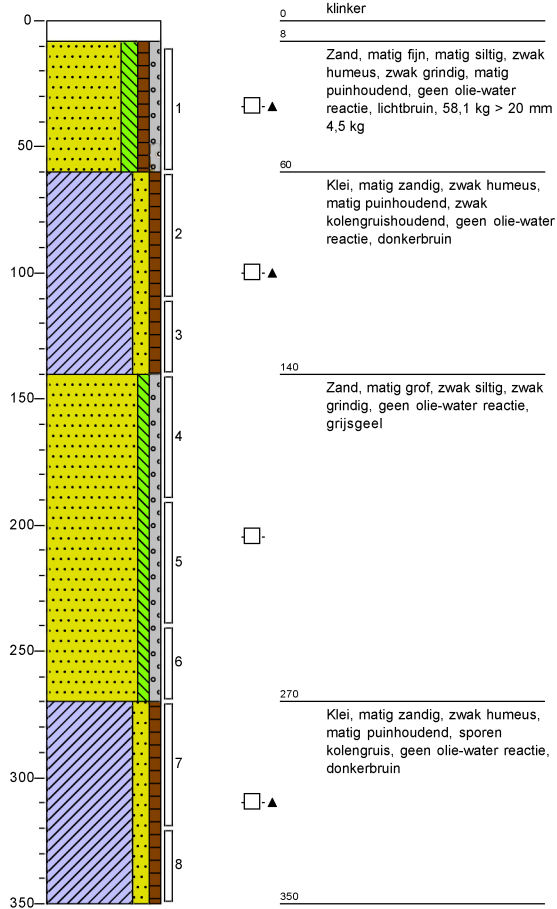 0
50
100
150
200
250
300
350
1
2
3
4
5
6
7
8
0
klinker
8
Zand, matig fijn, matig siltig, zwak
humeus, zwak grindig, matig
puinhoudend, geen olie-water
reactie, lichtbruin, 58,1 kg > 20 mm
4,5 kg
60
Klei, matig zandig, zwak humeus,
matig puinhoudend, zwak
kolengruishoudend, geen olie-water
reactie, donkerbruin
140
Zand, matig grof, zwak siltig, zwak
grindig, geen olie-water reactie,
grijsgeel
270
Klei, matig zandig, zwak humeus,
matig puinhoudend, sporen
kolengruis, geen olie-water reactie,
donkerbruin
350